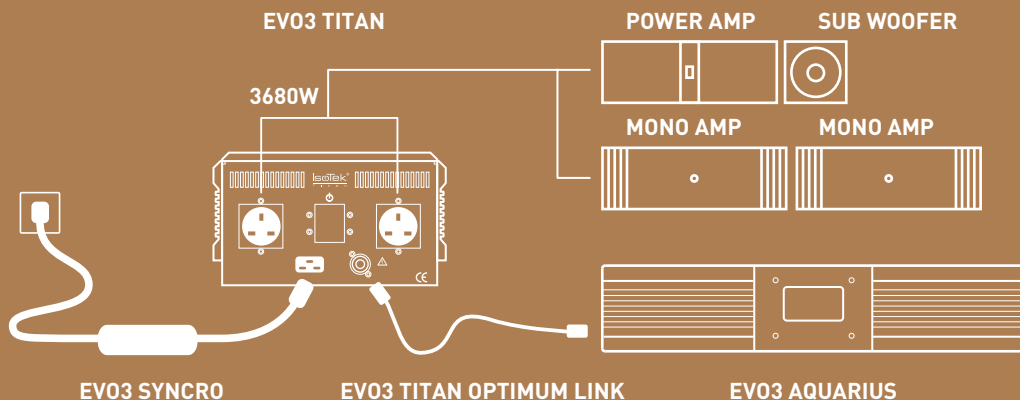 EVO3 TITAN
POWER AMP
SUB WOOFER
3680W
MONO AMP
MONO AMP
IsoTek®
CE
EVO3 SYNCRO
EVO3 TITAN OPTIMUM LINK
EVO3 AQUARIUS